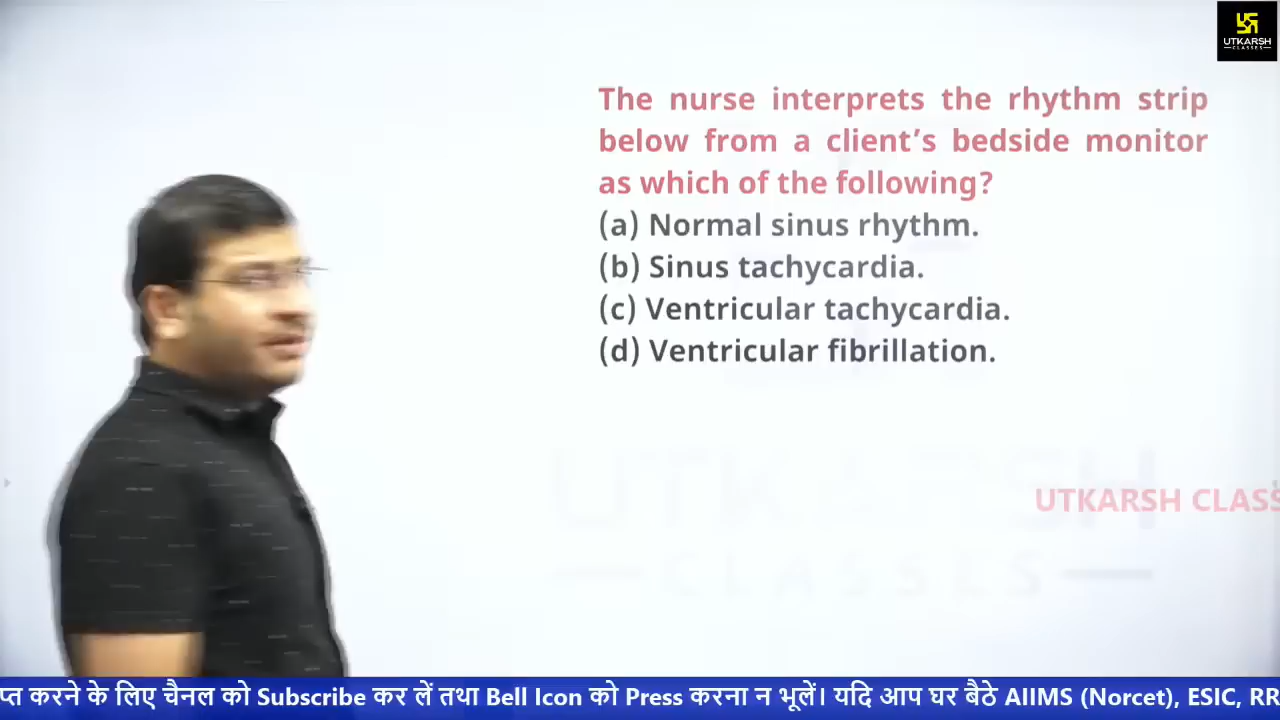 UTKARSH
CLASSES
The nurse interprets the rhythm strip
below from a client's bedside monitor
as which of the following?
(a) Normal sinus rhythm.
(b) Sinus tachycardia.
(c) Ventricular tachycardia.
(d) Ventricular fibrillation.
UTKARSH CLASS
UTKARSH
CLASSES
प्त करने के लिए चैनल को Subscribe कर लें तथा Bell Icon को Press करना न भूलें। यदि आप घर बैठे AIIMS (Norcet), ESIC, RR